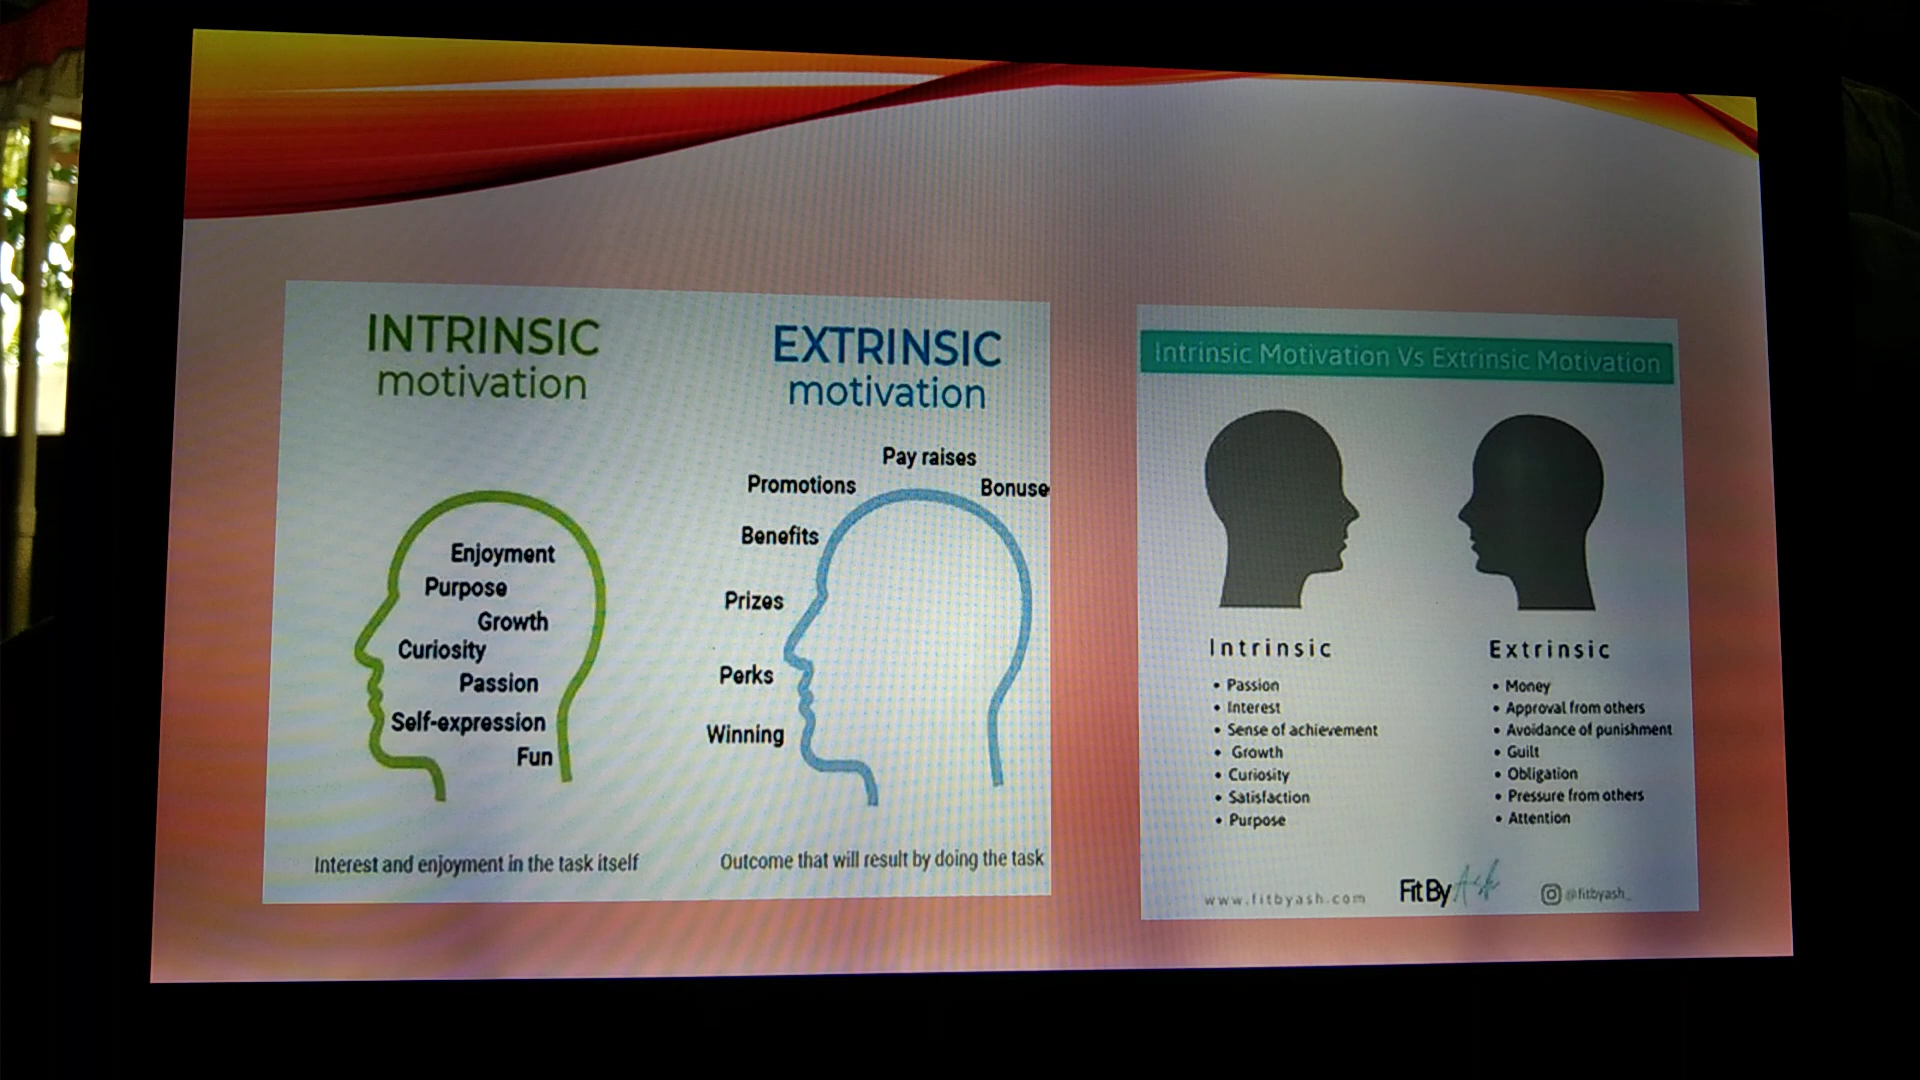 INTRINSIC
motivation
Enjoyment
Purpose
Growth
Curiosity
Passion
Self-expression
Fun
Interest and enjoyment in the task itself
EXTRINSIC
motivation
Pay raises
Promotions
Bonuse
Benefits
Prizes
Perks
Winning
Outcome that will result by doing the task
Intrinsic Motivation Vs Extrinsic Motivation
Intrinsic
• Passion
• Interest
• Sense of achievement
• Growth
• Curiosity
• Satisfaction
• Purpose
Extrinsic
• Money
• Approval from others
• Avoidance of punishment
• Guilt
• Obligation
• Pressure from others
• Attention
www.fitbyash.com
Fit By Ash
@fitbyash_